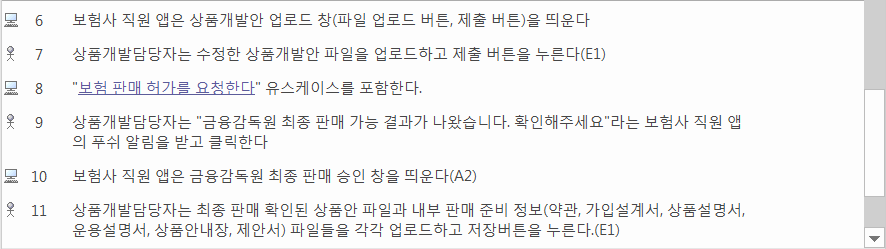 6 보험사 직원 앱은 상품개발안 업로드 창(파일 업로드 버튼, 제출 버튼)을 띄운다
7 상품개발담당자는 수정한 상품개발안 파일을 업로드하고 제출 버튼을 누른다(E1)
8 "보험 판매 허가를 요청한다" 유스케이스를 포함한다.
9 상품개발담당자는 "금융감독원 최종 판매 가능 결과가 나왔습니다. 확인해주세요"라는 보험사 직원 앱
의 푸쉬 알림을 받고 클릭한다
10 보험사 직원 앱은 금융감독원 최종 판매 승인 창을 띄운다(A2)
11 상품개발담당자는 최종 판매 확인된 상품안 파일과 내부 판매 준비 정보(약관, 가입설계서, 상품설명서,
운용설명서, 상품안내장, 제안서) 파일들을 각각 업로드하고 저장버튼을 누른다.(E1)